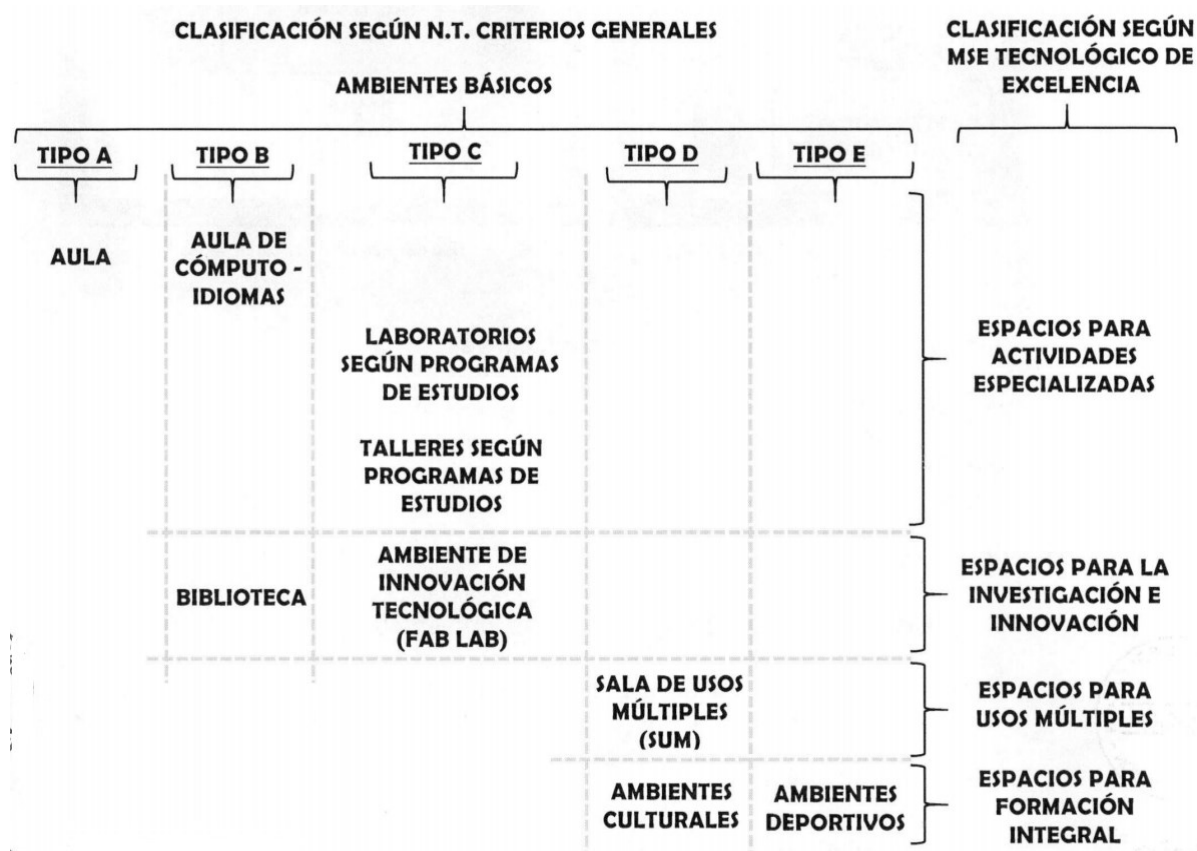 CLASIFICACIÓN SEGÚN N.T. CRITERIOS GENERALES
CLASIFICACIÓN SEGÚN
MSE TECNOLÓGICO DE
EXCELENCIA
AMBIENTES BÁSICOS
TIPO A
TIPO B
TIPO C
TIPO D
TIPO E
AULA
AULA DE
CÓMPUTO -
IDIOMAS
LABORATORIOS
SEGÚN PROGRAMAS
DE ESTUDIOS
TALLERES SEGÚN
PROGRAMAS DE
ESTUDIOS
ESPACIOS PARA
ACTIVIDADES
ESPECIALIZADAS
BIBLIOTECA
AMBIENTE DE
INNOVACIÓN
TECNOLÓGICA
(FAB LAB)
ESPACIOS PARA LA
INVESTIGACIÓN E
INNOVACIÓN
SALA DE USOS
MÚLTIPLES
(SUM)
ESPACIOS PARA
USOS MÚLTIPLES
AMBIENTES
CULTURALES
AMBIENTES
DEPORTIVOS
ESPACIOS PARA
FORMACIÓN
INTEGRAL